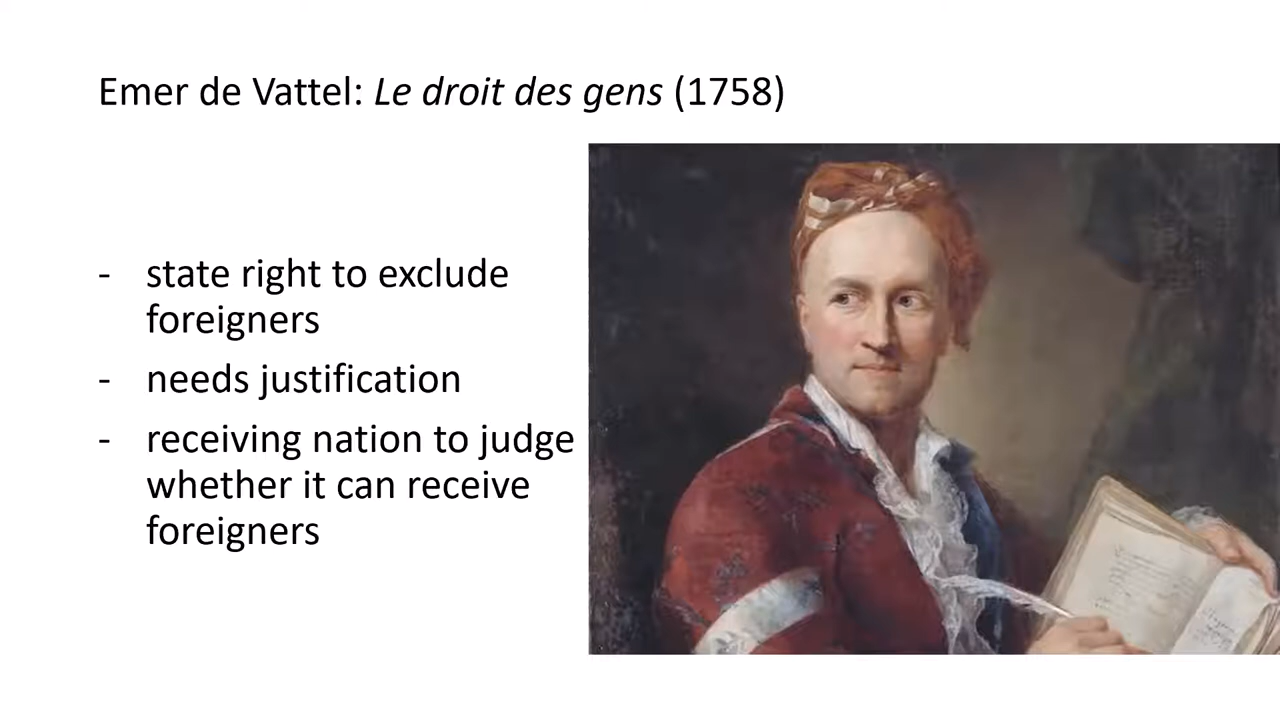 Emer de Vattel: Le droit des gens (1758)
- state right to exclude
foreigners
- needs justification
- receiving nation to judge
whether it can receive
foreigners